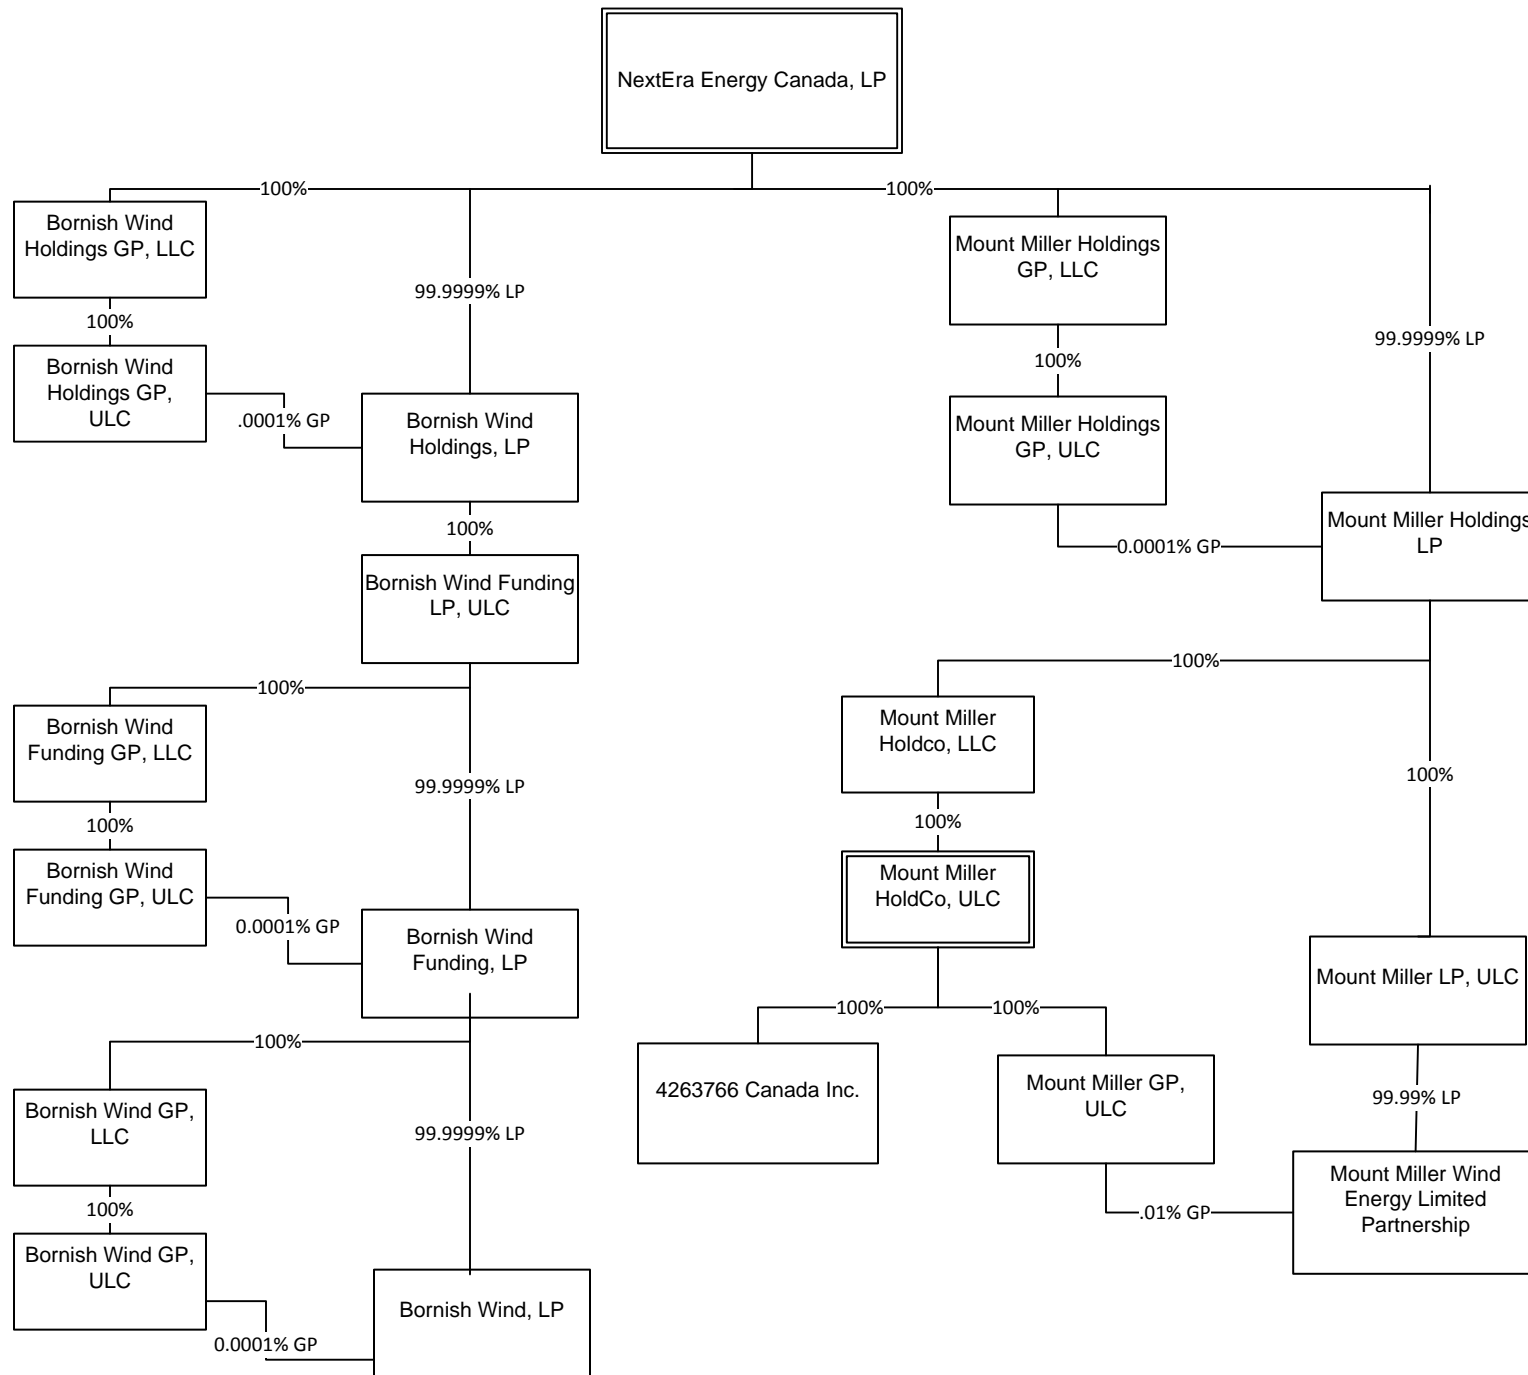 NextEra Energy Canada, LP
100%
100%
Bornish Wind
Holdings GP, LLC
99.9999% LP
Mount Miller Holdings
GP, LLC
99.9999% LP
100%
Bornish Wind
Holdings GP,
ULC
.0001% GP
Bornish Wind
Holdings, LP
100%
Mount Miller Holdings
GP, ULC
0.0001% GP
Mount Miller Holdings
LP
100%
Bornish Wind Funding
LP, ULC
100%
Bornish Wind
Funding GP, LLC
99.9999% LP
100%
Bornish Wind
Funding GP, ULC
0.0001% GP
Bornish Wind
Funding, LP
100%
Mount Miller
Holdco, LLC
100%
100%
Mount Miller
HoldCo, ULC
Mount Miller LP, ULC
100%
100%
4263766 Canada Inc.
Mount Miller GP,
ULC
99.99% LP
.01% GP
Mount Miller Wind
Energy Limited
Partnership
100%
Bornish Wind GP,
LLC
99.9999% LP
100%
Bornish Wind GP,
ULC
0.0001% GP
Bornish Wind, LP